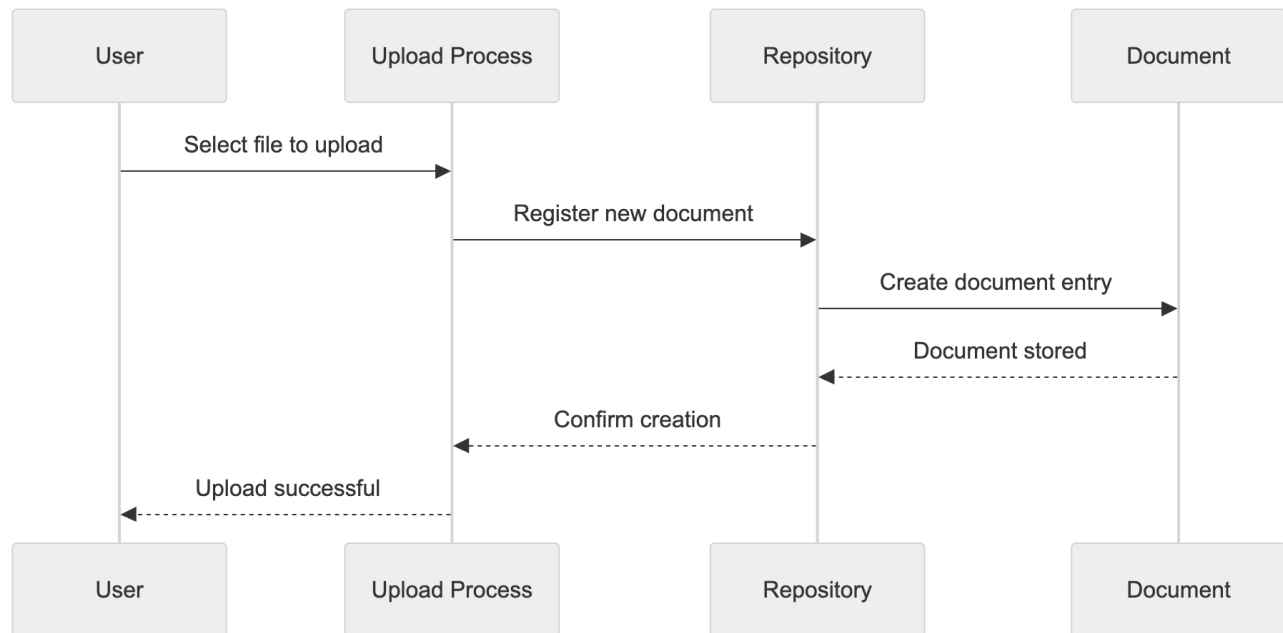 User
Upload Process
Repository
Document
Select file to upload
Register new document
Create document entry
Document stored
Confirm creation
Upload successful
User
Upload Process
Repository
Document